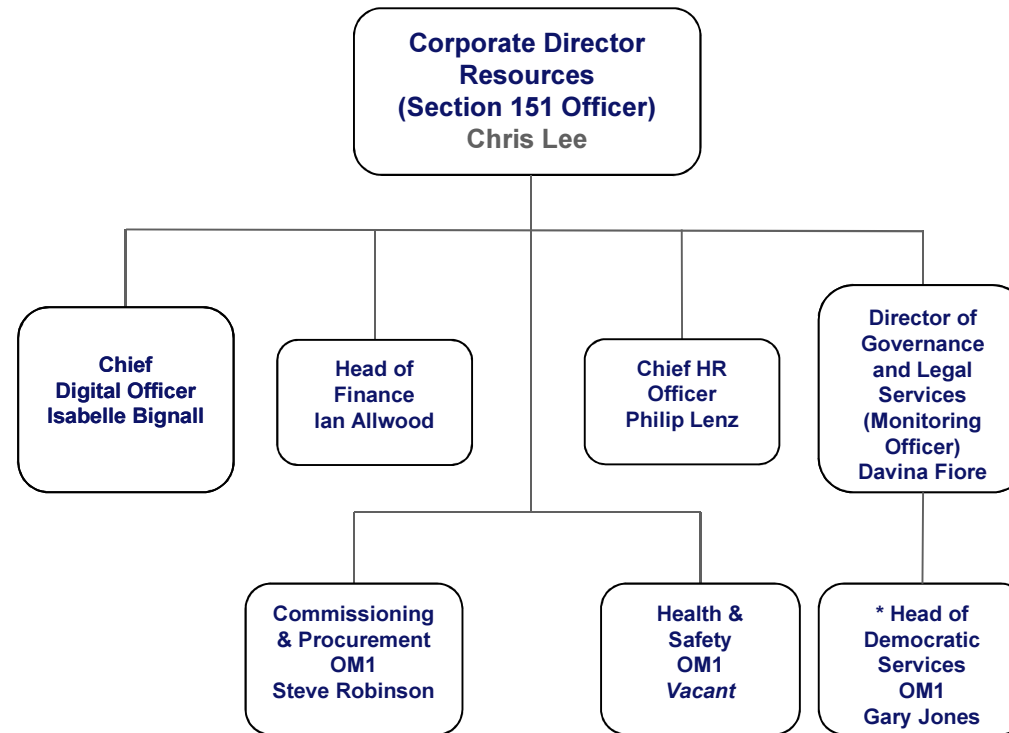 Corporate Director
Resources
(Section 151 Officer)
Chris Lee
Chief
Digital Officer
Isabelle Bignall
Head of
Finance
Ian Allwood
Chief HR
Officer
Philip Lenz
Director of
Governance
and Legal
Services
(Monitoring
Officer)
Davina Fiore
Commissioning
& Procurement
OM1
Steve Robinson
Health &
Safety
OM1
Vacant
* Head of
Democratic
Services
OM1
Gary Jones